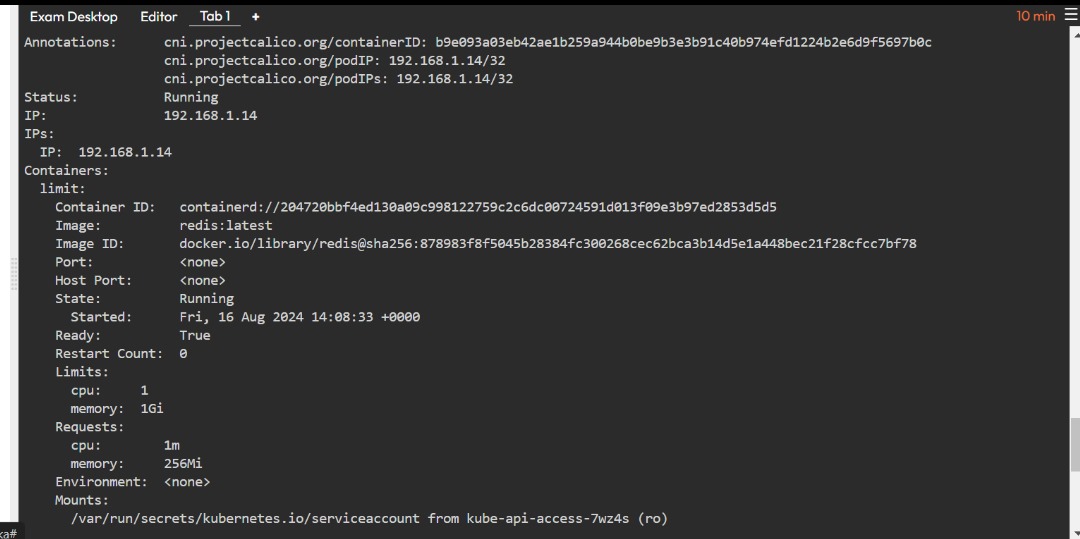 Exam Desktop Editor Tab 1 + 10 min
Annotations: cni.projectcalico.org/containerID: b9e093a03eb42ae1b259a944b0be9b3e3b91c40b974efd1224b2e6d9f5697b0c
cni.projectcalico.org/podIP: 192.168.1.14/32
cni.projectcalico.org/podIPs: 192.168.1.14/32
Status: Running
IP: 192.168.1.14
IPs:
IP: 192.168.1.14
Containers:
limit:
Container ID: containerd://204720bbf4ed130a09c998122759c2c6dc00724591d013f09e3b97ed2853d5d5
Image: redis:latest
Image ID: docker.io/library/redis@sha256:878983f8f5045b28384fc300268cec62bca3b14d5e1a448bec21f28cfcc7bf78
Port: <none>
Host Port: <none>
State: Running
Started: Fri, 16 Aug 2024 14:08:33 +0000
Ready: True
Restart Count: 0
Limits:
cpu: 1
memory: 1Gi
Requests:
cpu: 1m
memory: 256Mi
Environment: <none>
Mounts:
/var/run/secrets/kubernetes.io/serviceaccount from kube-api-access-7wz4s (ro)
ka#